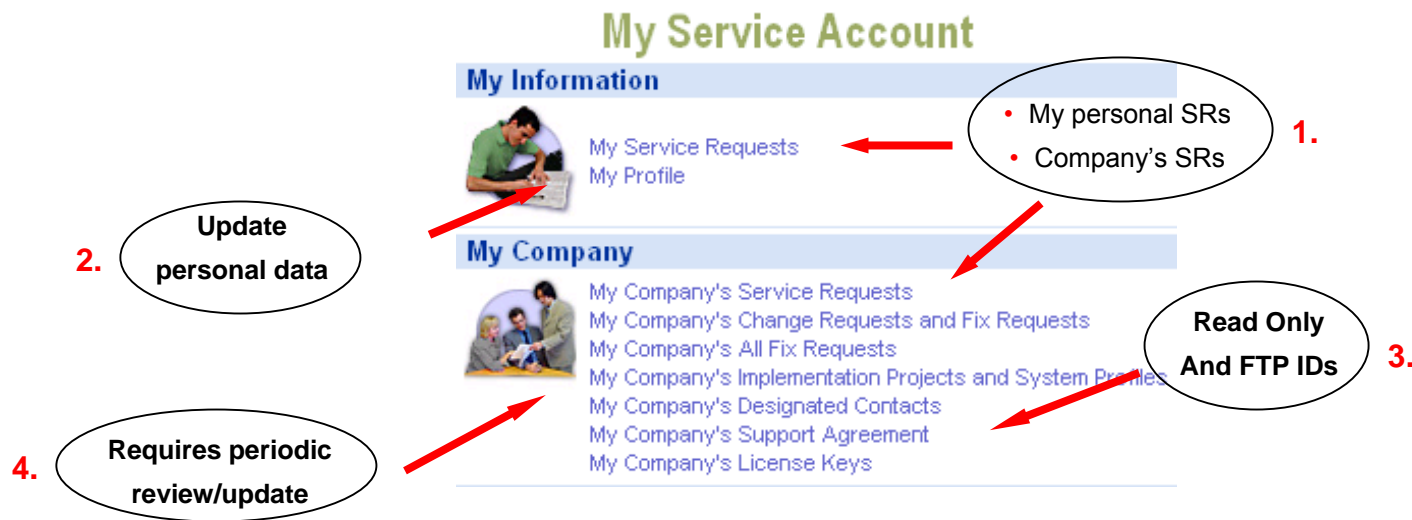 My Service Account
My Information
• My personal SRs
• Company’s SRs
1.
My Service Requests
My Profile
2.
Update
personal data
My Company
My Company's Service Requests
My Company's Change Requests and Fix Requests
My Company's All Fix Requests
My Company's Implementation Projects and System Profiles
My Company's Designated Contacts
My Company's Support Agreement
My Company's License Keys
Read Only
And FTP IDs
3.
4.
Requires periodic
review/update